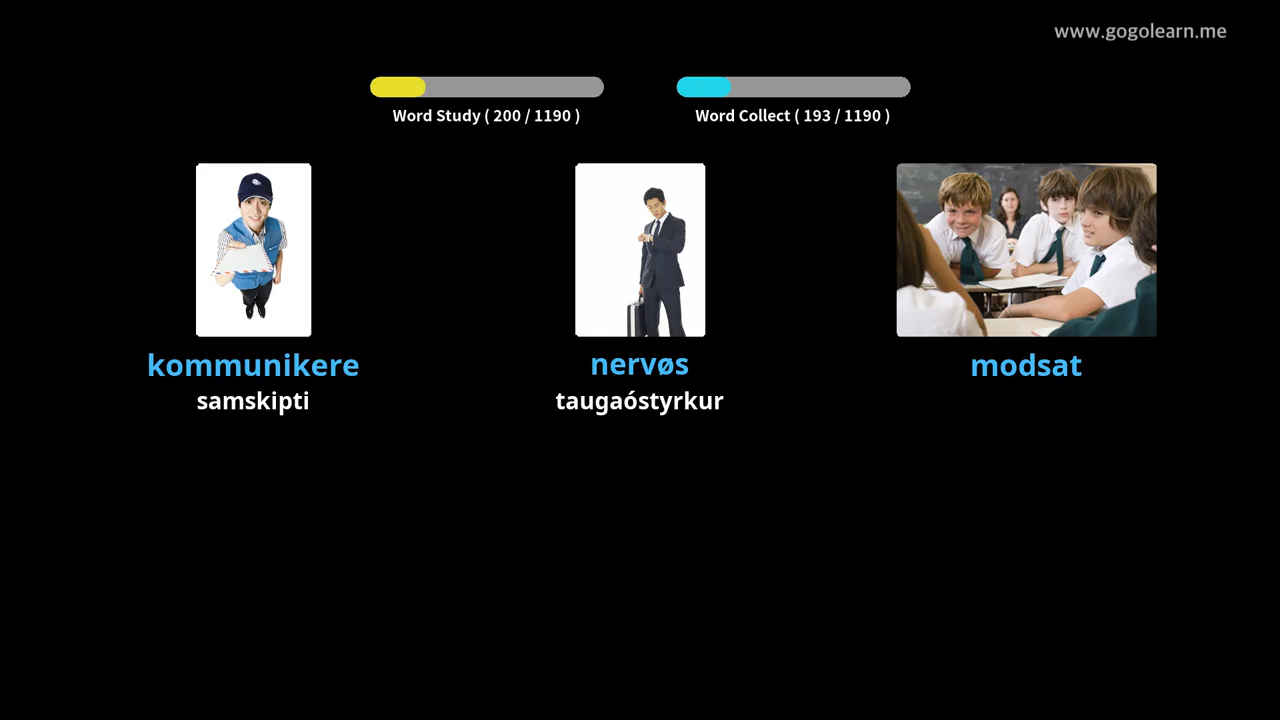 www.gogolearn.me
Word Study ( 200 / 1190 )
Word Collect ( 193 / 1190 )
kommunikere
samskipti
nervøs
taugaóstyrkur
modsat